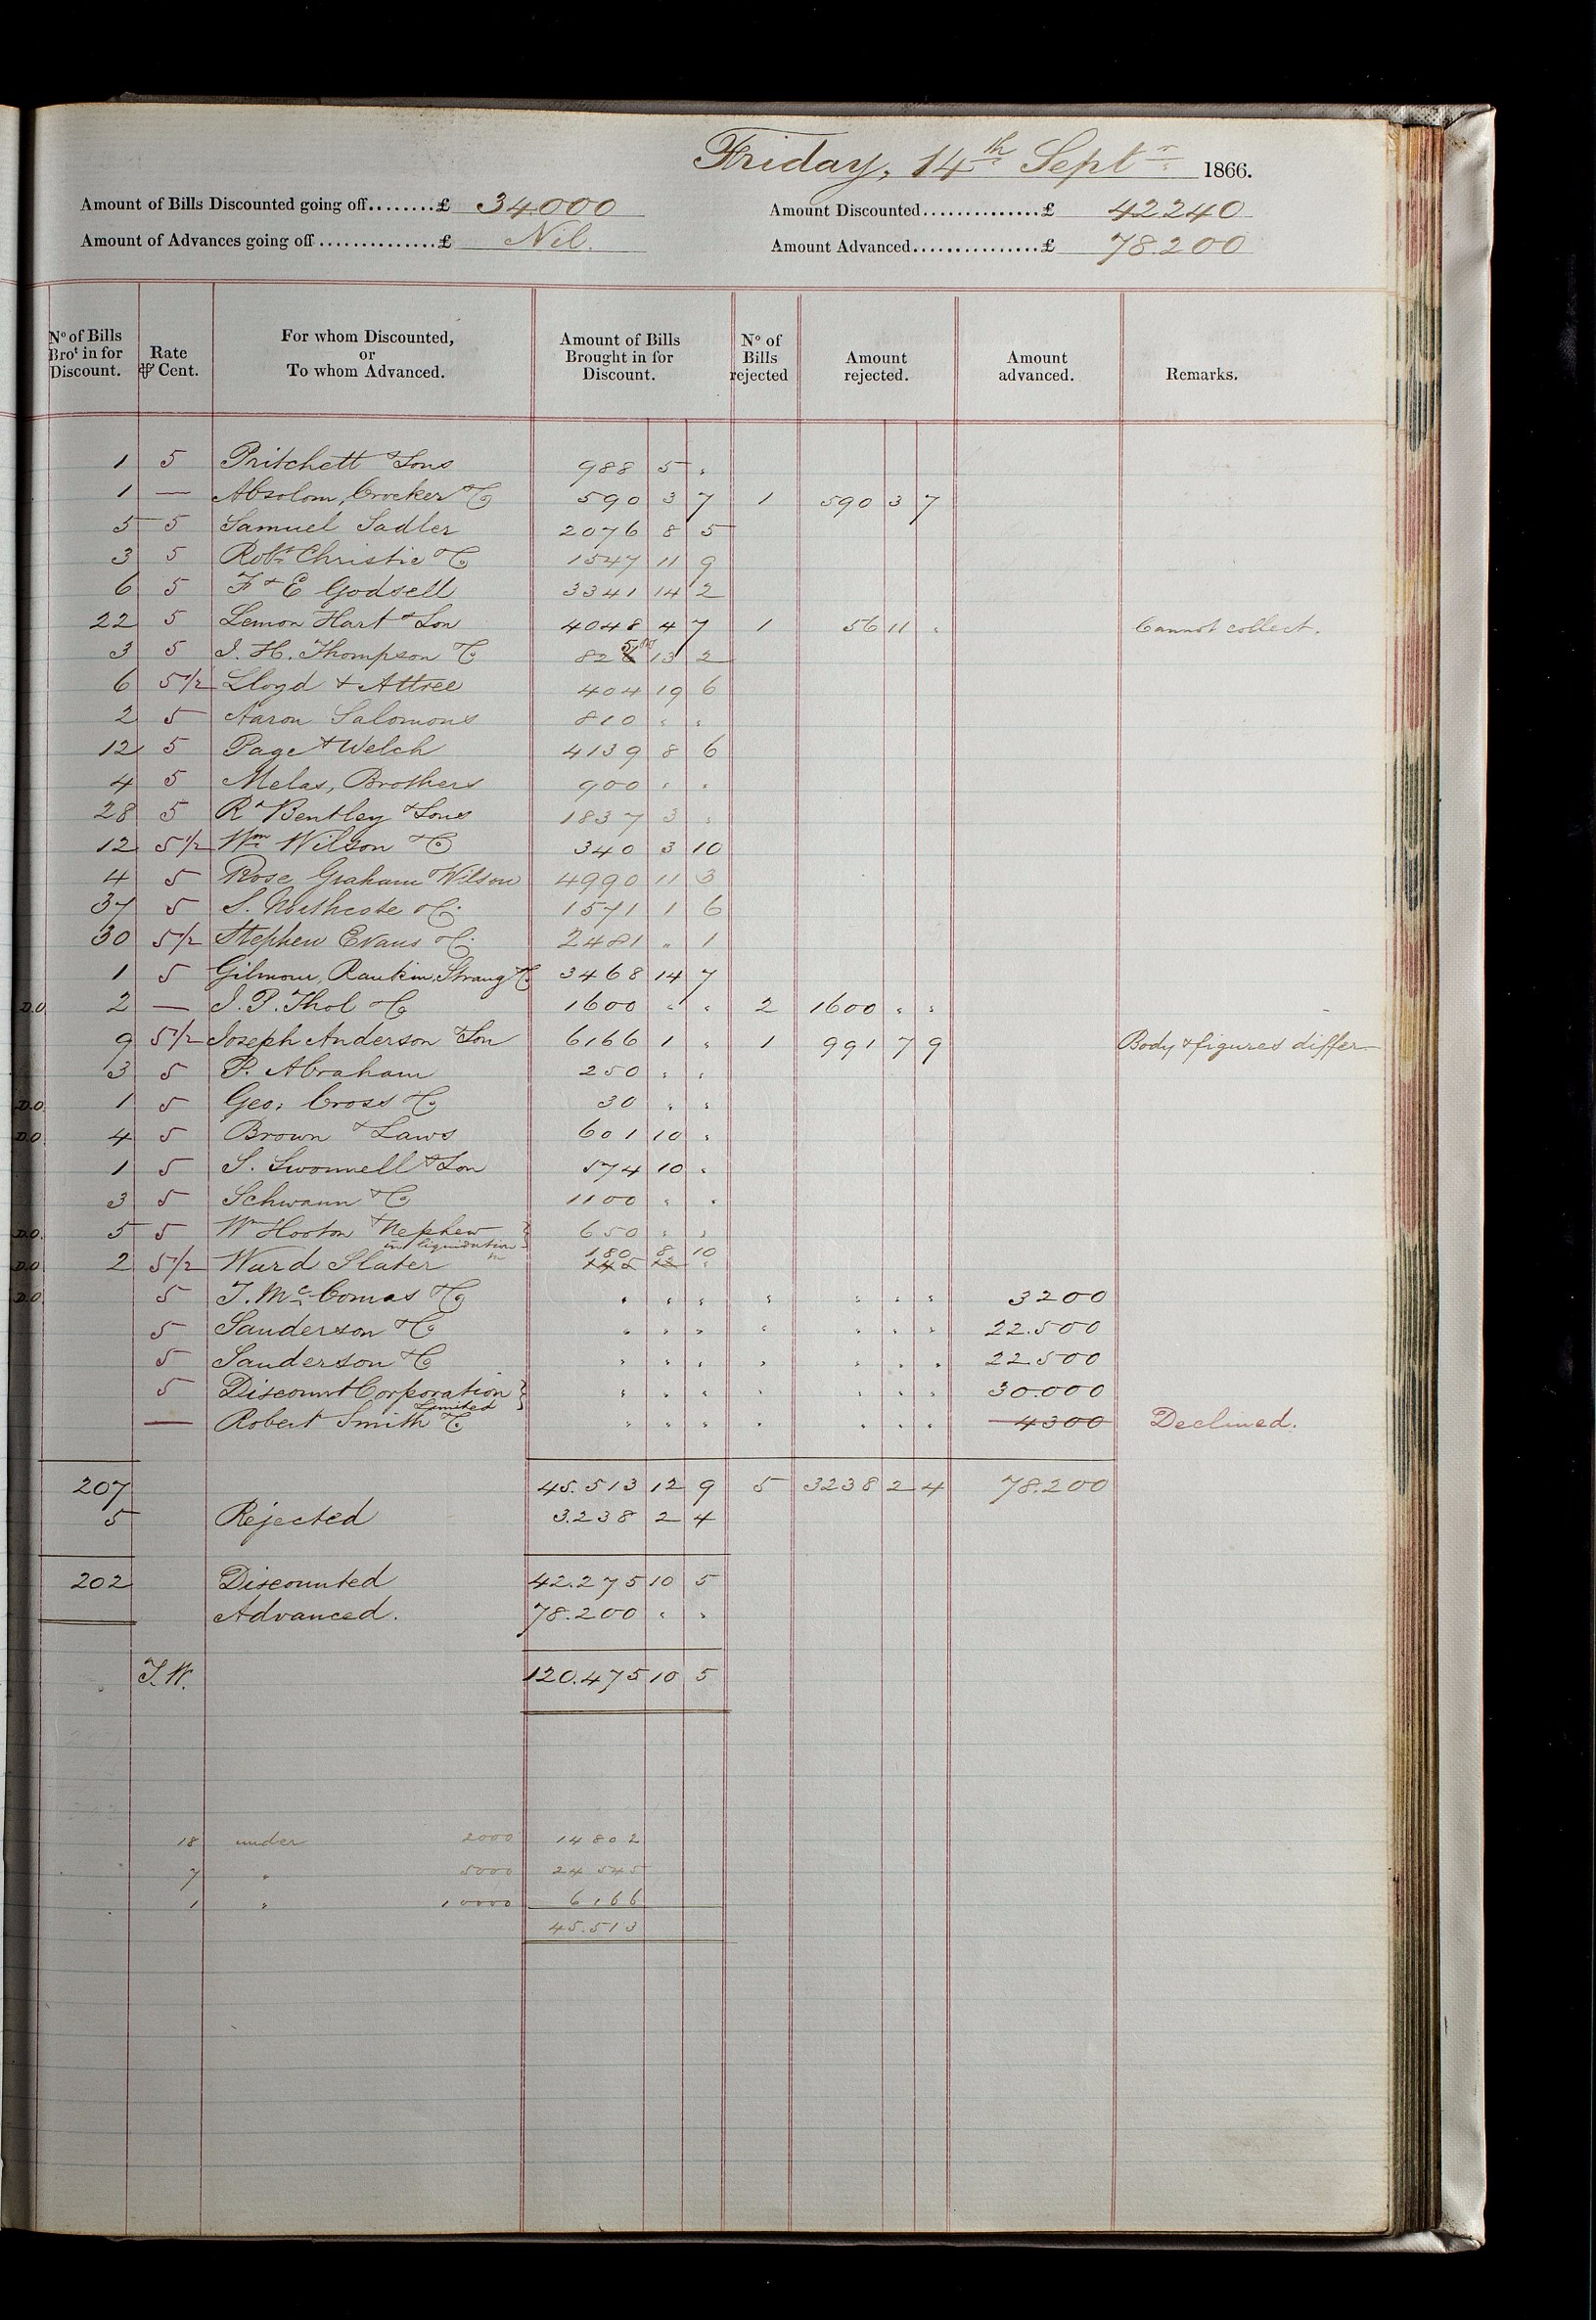 Friday, 14th Septr 1866.
Amount of Bills Discounted going off........£ 34000 Amount Discounted..............£ 42240
Amount of Advances going off..............£ Nil. Amount Advanced................£ 78.200
No of Bills Brot in for Discount. Rate ⅌ Cent. For whom Discounted, or To whom Advanced. Amount of Bills Brought in for Discount. No of Bills rejected Amount rejected. Amount advanced. Remarks.
1 5 Pritchett & Sons 988 5 "
1 — Absolom, Crocker & Co 590 3 7 1 590 3 7
5 5 Samuel Sadler 2076 8 5
3 5 Robt Christie & Co 1547 11 9
6 5 F & E Godsell 3341 14 2
22 5 Lemon Hart & Son 4048 4 7 1 56 11 " Cannot collect.
3 5 J. H. Thompson & Co 825 13 2
6 5 1/2 Lloyd & Attree 404 19 6
2 5 Aaron Salomons 810 " "
12 5 Page & Welch 4139 8 6
4 5 Melas, Brothers 900 " "
28 5 Rd Bentley & Sons 1837 3 "
12 5 1/2 Wm Wilson & Co 340 3 10
4 5 Rose Graham & Wilson 4990 11 3
37 5 S. Northcote & Co 1571 1 6
30 5 1/2 Stephen Evans & Co 2481 " 1
1 5 Gilmour, Rankin, Strang & Co 3468 14 7
D.O. 2 — J. P. Thol & Co 1600 " " 2 1600 " "
9 5 1/2 Joseph Anderson & Son 6166 1 " 1 991 7 9 Body & figures differ
3 5 P. Abraham 250 " "
D.O. 1 5 Geo. Cross & Co 30 " "
D.O. 4 5 Brown & Laws 601 10 "
1 5 S. Swonnell & Son 574 10 "
3 5 Schwann & Co 1100 " "
D.O. 5 5 Wm Hooton & Nephew 650 " "
in liquidation
D.O. 2 5 1/2 Ward Slater 180 8 10
D.O. 5 T. McComas & Co " " " " " " " 3200
5 Sanderson & Co " " " " " " " 22.500
5 Sanderson & Co " " " " " " " 22.500
5 Discount Corporation " " " " " " " 30.000
Limited
— Robert Smith & Co " " " " " " " 4300 Declined.
207 45.513 12 9 5 3238 2 4 78.200
5 Rejected 3.238 2 4
202 Discounted 42.275 10 5
Advanced. 78.200 " "
J.W. 120.475 10 5
18 under 2000 14802
7 " 5000 24545
1 " 10000 6166
45.513